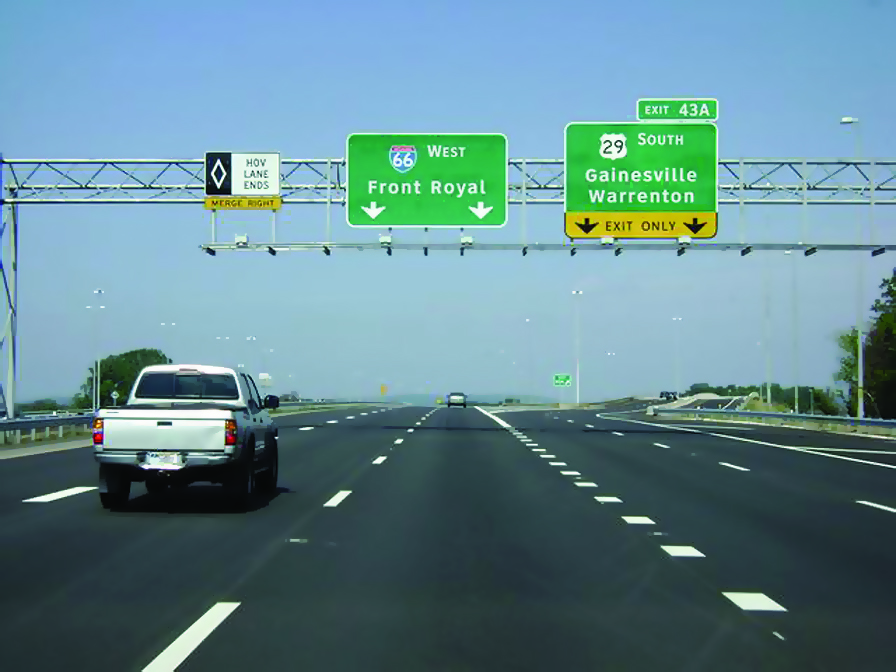 HOV
LANE
ENDS
MERGE RIGHT
66 WEST
Front Royal
EXIT 43A
29 SOUTH
Gainesville
Warrenton
EXIT ONLY